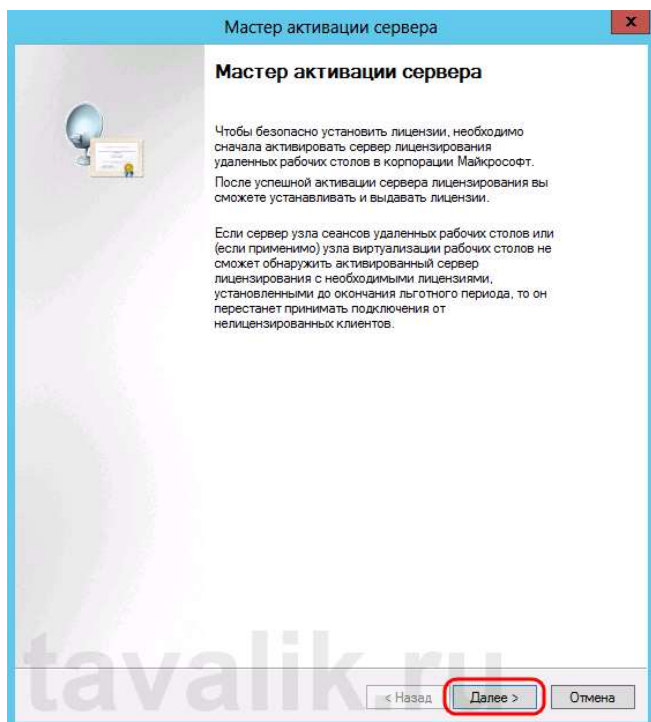 Мастер активации сервера
x
Мастер активации сервера
Чтобы безопасно установить лицензии, необходимо
сначала активировать сервер лицензирования
удаленных рабочих столов в корпорации Майкрософт.
После успешной активации сервера лицензирования вы
сможете устанавливать и выдавать лицензии.
Если сервер узла сеансов удаленных рабочих столов или
(если применимо) узла виртуализации рабочих столов не
сможет обнаружить активированный сервер
лицензирования с необходимыми лицензиями,
установленными до окончания льготного периода, то он
перестанет принимать подключения от
нелицензированных клиентов.
tavalik.ru
< Назад Далее > Отмена